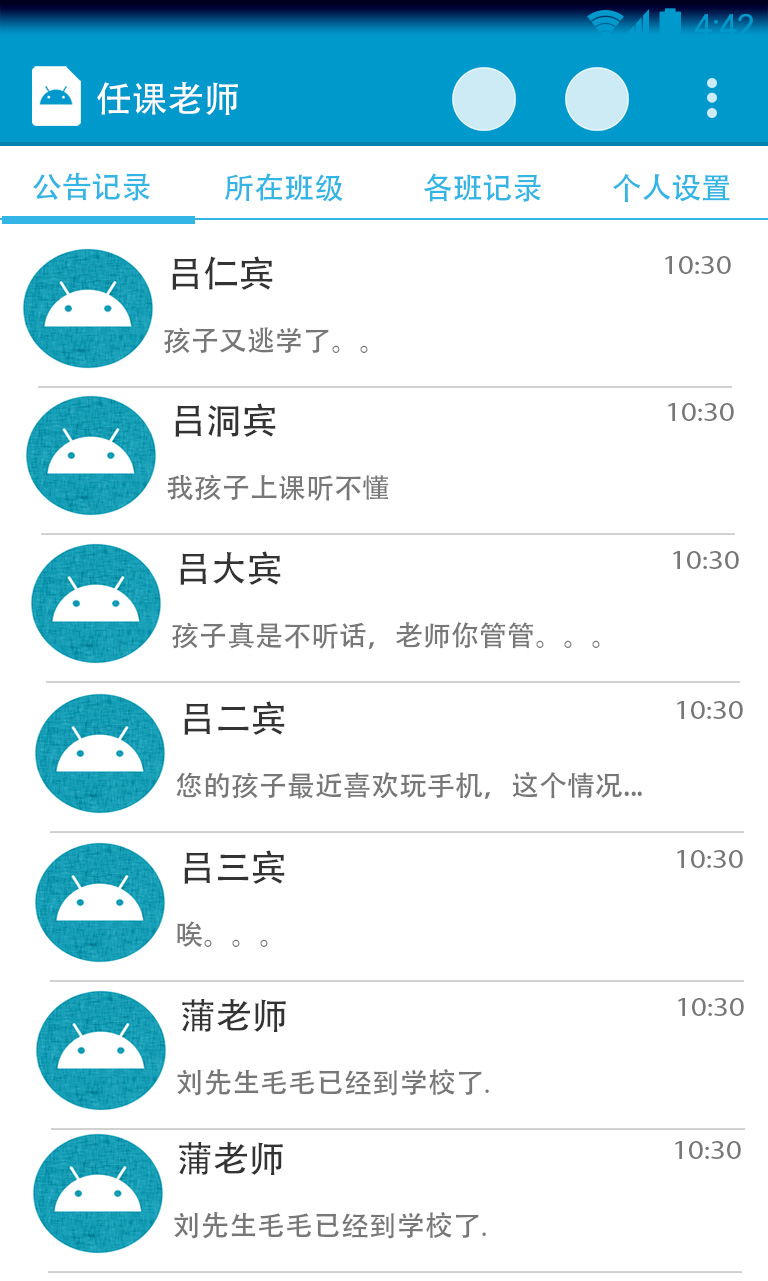 4:42
任课老师
公告记录 所在班级 各班记录 个人设置
吕仁宾 10:30
孩子又逃学了。。
吕洞宾 10:30
我孩子上课听不懂
吕大宾 10:30
孩子真是不听话，老师你管管。。。
吕二宾 10:30
您的孩子最近喜欢玩手机，这个情况...
吕三宾 10:30
唉。。。
蒲老师 10:30
刘先生毛毛已经到学校了.
蒲老师 10:30
刘先生毛毛已经到学校了.